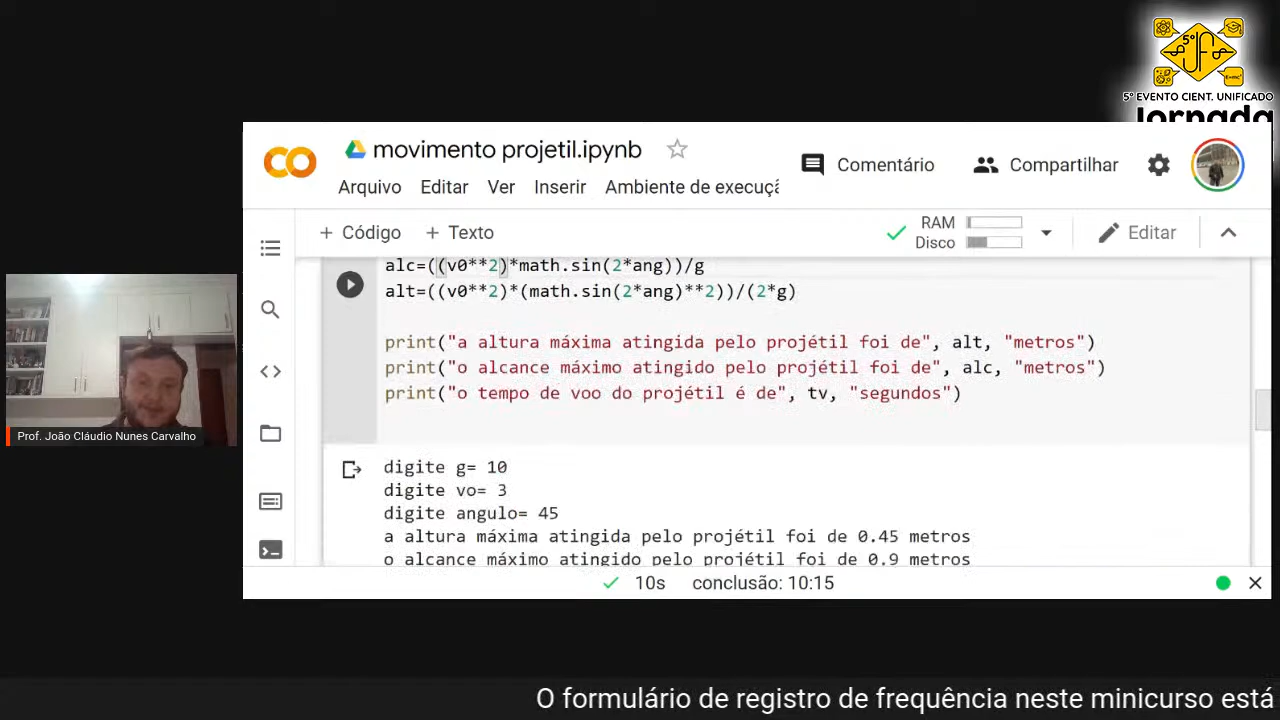 5º JF
E=mc²
5º EVENTO CIENT. UNIFICADO
Jornada
CO
movimento projetil.ipynb
Comentário
Compartilhar
Arquivo Editar Ver Inserir Ambiente de execuçã
+ Código + Texto
RAM
Disco
Editar
alc=((v0**2)*math.sin(2*ang))/g
alt=((v0**2)*(math.sin(2*ang)**2))/(2*g)
print("a altura máxima atingida pelo projétil foi de", alt, "metros")
print("o alcance máximo atingido pelo projétil foi de", alc, "metros")
print("o tempo de voo do projétil é de", tv, "segundos")
digite g= 10
digite vo= 3
digite angulo= 45
a altura máxima atingida pelo projétil foi de 0.45 metros
o alcance máximo atingido pelo projétil foi de 0.9 metros
10s conclusão: 10:15
Prof. João Cláudio Nunes Carvalho
O formulário de registro de frequência neste minicurso está